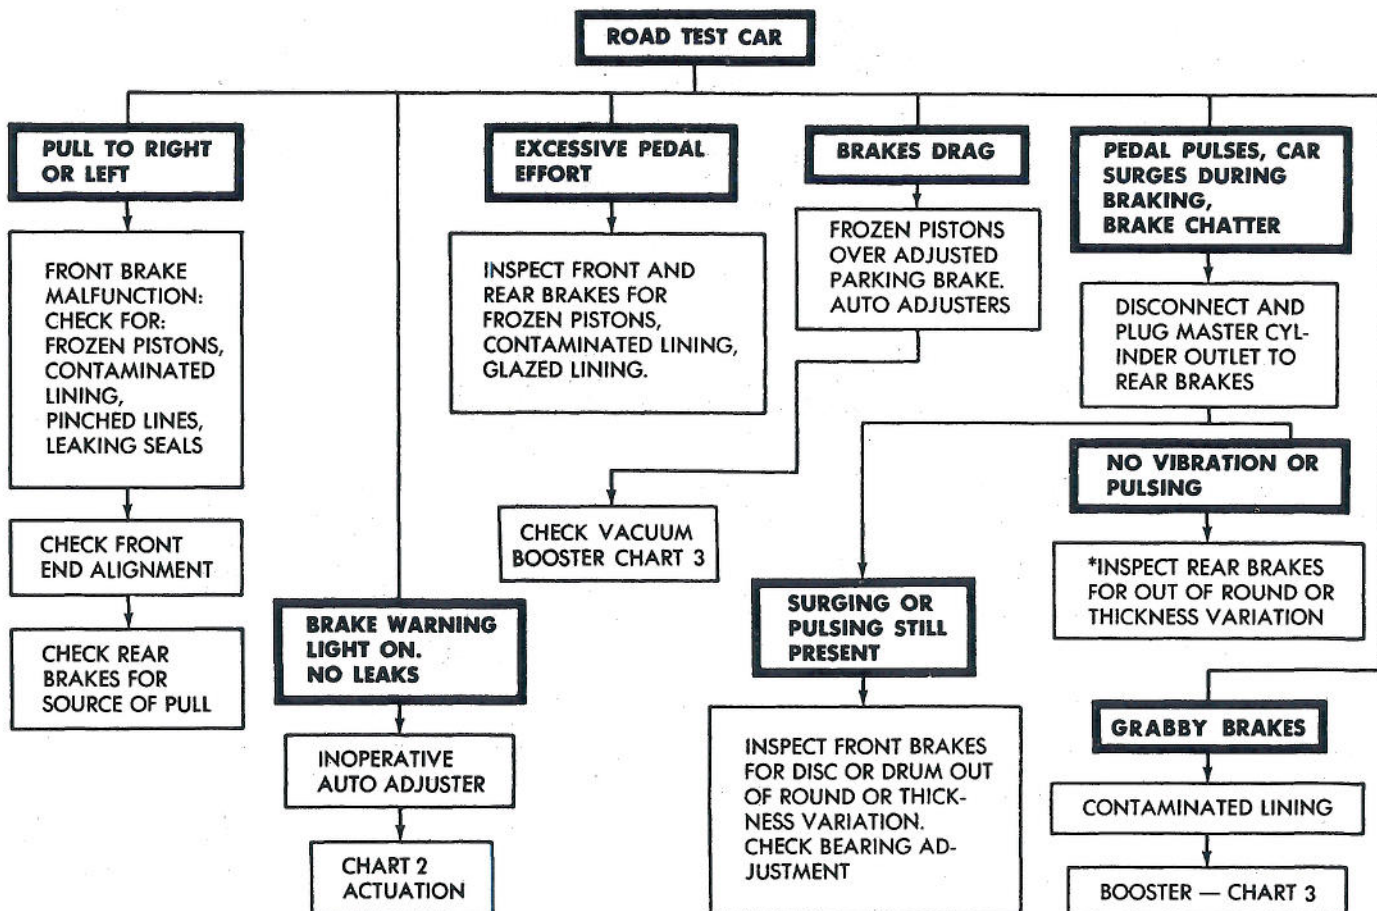 ROAD TEST CAR
PULL TO RIGHT
OR LEFT
FRONT BRAKE
MALFUNCTION:
CHECK FOR:
FROZEN PISTONS,
CONTAMINATED
LINING,
PINCHED LINES,
LEAKING SEALS
CHECK FRONT
END ALIGNMENT
CHECK REAR
BRAKES FOR
SOURCE OF PULL
BRAKE WARNING
LIGHT ON.
NO LEAKS
INOPERATIVE
AUTO ADJUSTER
CHART 2
ACTUATION
EXCESSIVE PEDAL
EFFORT
INSPECT FRONT AND
REAR BRAKES FOR
FROZEN PISTONS,
CONTAMINATED LINING,
GLAZED LINING.
BRAKES DRAG
FROZEN PISTONS
OVER ADJUSTED
PARKING BRAKE.
AUTO ADJUSTERS
CHECK VACUUM
BOOSTER CHART 3
PEDAL PULSES, CAR
SURGES DURING
BRAKING,
BRAKE CHATTER
DISCONNECT AND
PLUG MASTER CYL-
INDER OUTLET TO
REAR BRAKES
SURGING OR
PULSING STILL
PRESENT
INSPECT FRONT BRAKES
FOR DISC OR DRUM OUT
OF ROUND OR THICK-
NESS VARIATION.
CHECK BEARING AD-
JUSTMENT
NO VIBRATION OR
PULSING
*INSPECT REAR BRAKES
FOR OUT OF ROUND OR
THICKNESS VARIATION
GRABBY BRAKES
CONTAMINATED LINING
BOOSTER — CHART 3